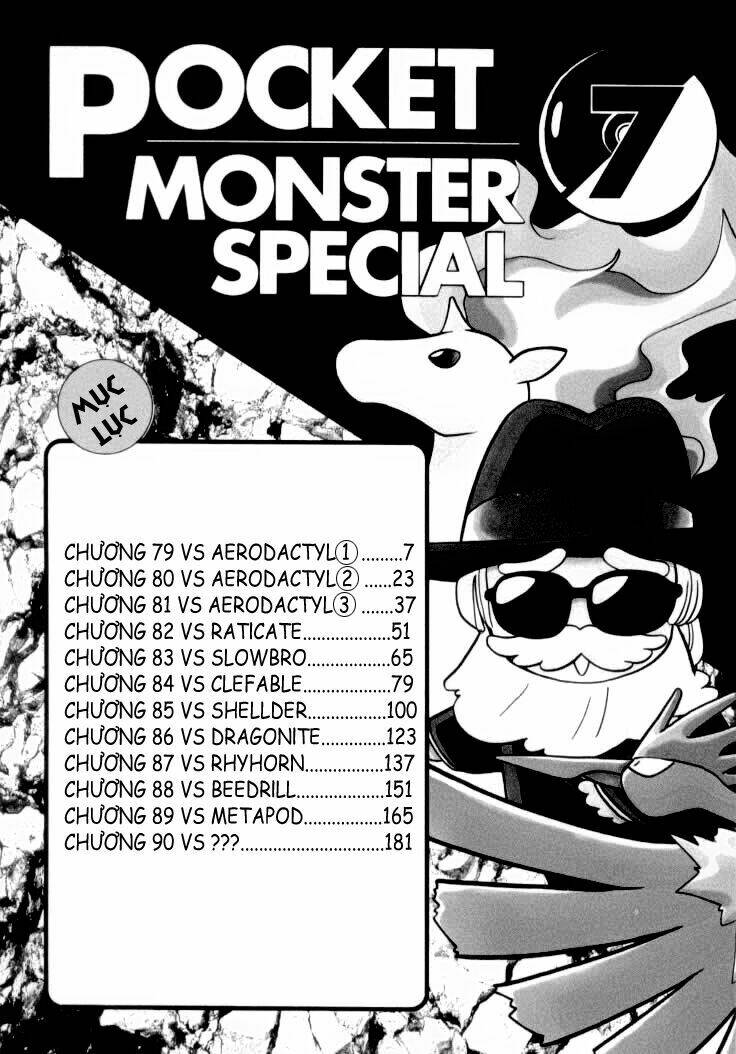 POCKET
MONSTER
SPECIAL
7
MỤC
LỤC
CHƯƠNG 79 VS AERODACTYL① .........7
CHƯƠNG 80 VS AERODACTYL② ......23
CHƯƠNG 81 VS AERODACTYL③ .......37
CHƯƠNG 82 VS RATICATE...................51
CHƯƠNG 83 VS SLOWBRO..................65
CHƯƠNG 84 VS CLEFABLE...................79
CHƯƠNG 85 VS SHELLDER.................100
CHƯƠNG 86 VS DRAGONITE..............123
CHƯƠNG 87 VS RHYHORN.................137
CHƯƠNG 88 VS BEEDRILL...................151
CHƯƠNG 89 VS METAPOD.................165
CHƯƠNG 90 VS ???...............................181